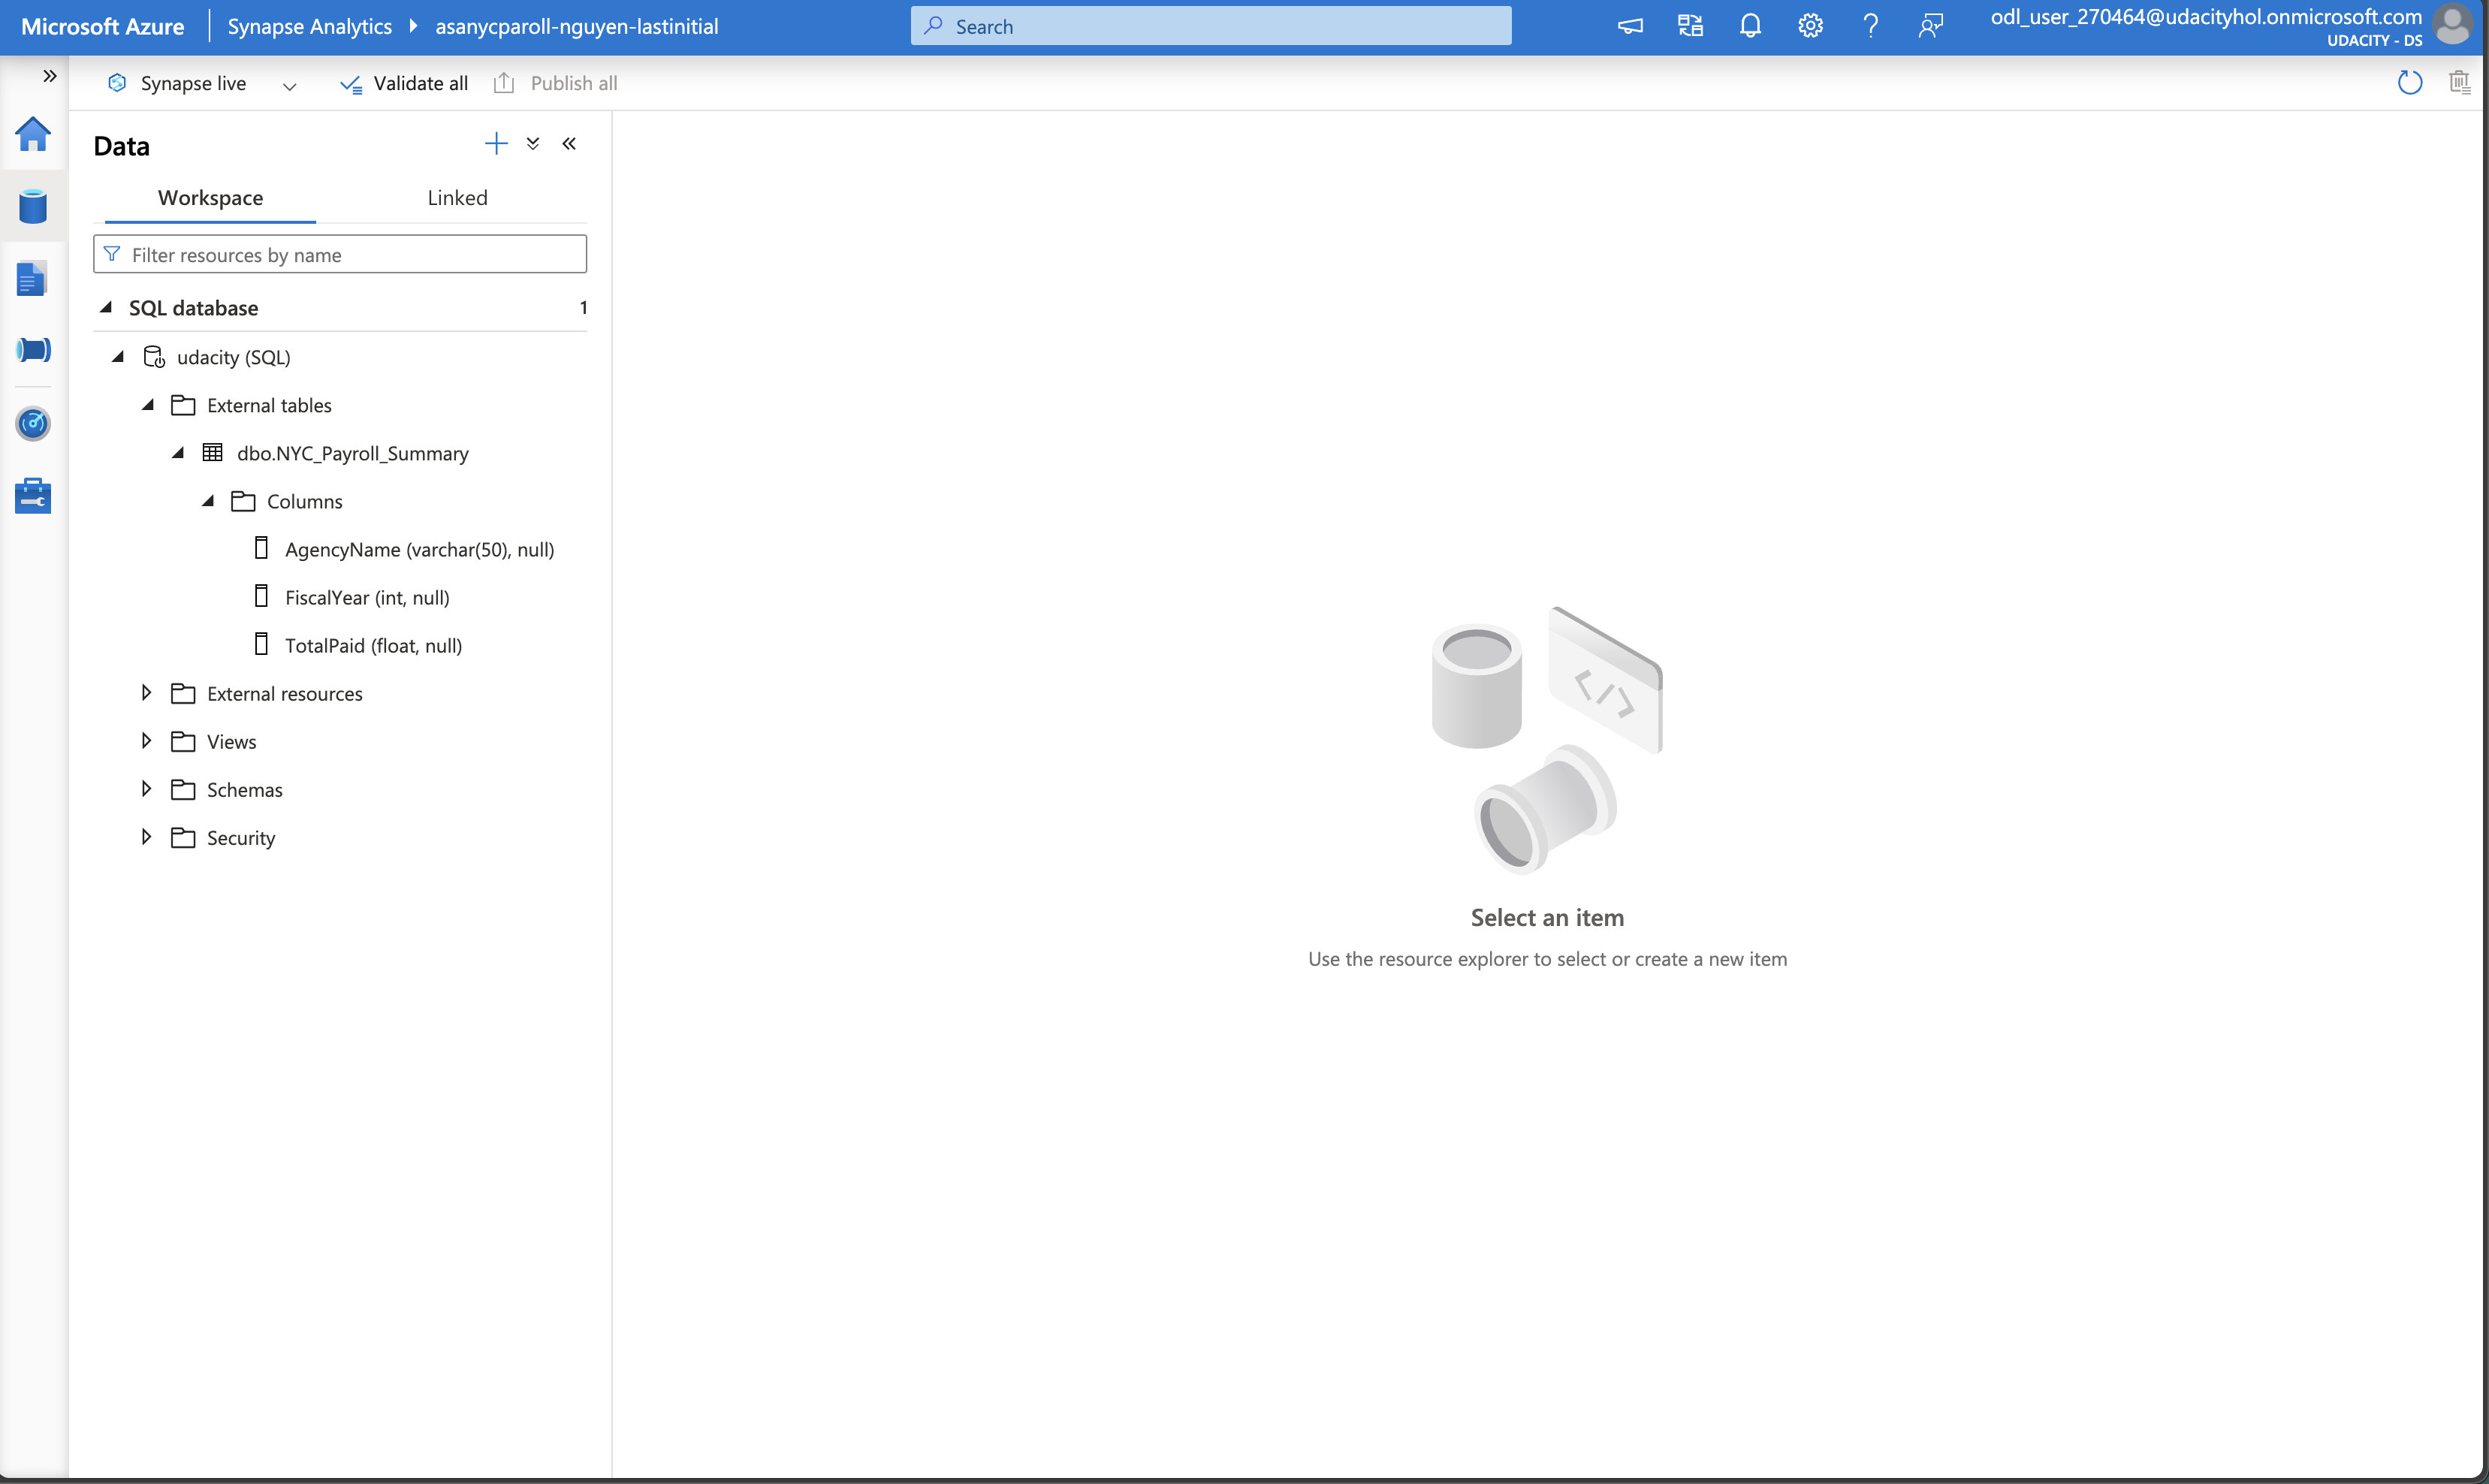 Microsoft Azure
Synapse Analytics
asanycparoll-nguyen-lastinitial
Search
odl_user_270464@udacityhol.onmicrosoft.com
UDACITY - DS
Synapse live
Validate all
Publish all
Data
Workspace
Linked
Filter resources by name
SQL database
1
udacity (SQL)
External tables
dbo.NYC_Payroll_Summary
Columns
AgencyName (varchar(50), null)
FiscalYear (int, null)
TotalPaid (float, null)
External resources
Views
Schemas
Security
Select an item
Use the resource explorer to select or create a new item